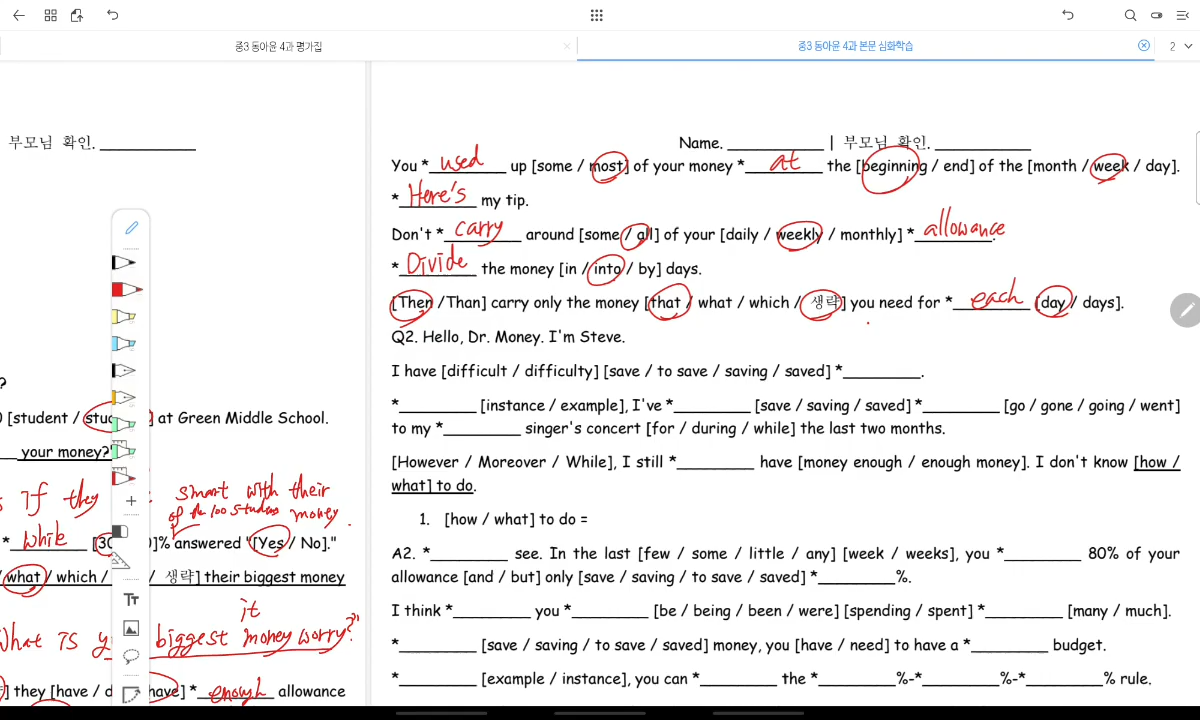 중3 동아윤 4과 평가집
중3 동아윤 4과 본문 심화학습
2
부모님 확인. ___________
?
0 [student / stu at Green Middle School.
your money?"
if they smart with their
of the 100 students money.
* while [30 ]% answered "[Yes / No]."
/ what / which / / 생략] their biggest money
it
What is biggest money worry?"
] they [have / have] * enough allowance
Name. ___________ | 부모님 확인. ___________
You * used up [some / most] of your money * at the [beginning / end] of the [month / week / day].
* Here's my tip.
Don't * carry around [some / all] of your [daily / weekly / monthly] * allowance.
* Divide the money [in / into / by] days.
[Then /Than] carry only the money [that / what / which / 생략] you need for * each [day / days].
Q2. Hello, Dr. Money. I'm Steve.
I have [difficult / difficulty] [save / to save / saving / saved] *_________.
*_________ [instance / example], I've *_________ [save / saving / saved] *_________ [go / gone / going / went]
to my *_________ singer's concert [for / during / while] the last two months.
[However / Moreover / While], I still *_________ have [money enough / enough money]. I don't know [how /
what] to do.
1. [how / what] to do =
A2. *_________ see. In the last [few / some / little / any] [week / weeks], you *_________ 80% of your
allowance [and / but] only [save / saving / to save / saved] *_________%.
I think *_________ you *_________ [be / being / been / were] [spending / spent] *_________ [many / much].
*_________ [save / saving / to save / saved] money, you [have / need] to have a *_________ budget.
*_________ [example / instance], you can *_________ the *_________%-*_________%-*_________% rule.
Tт